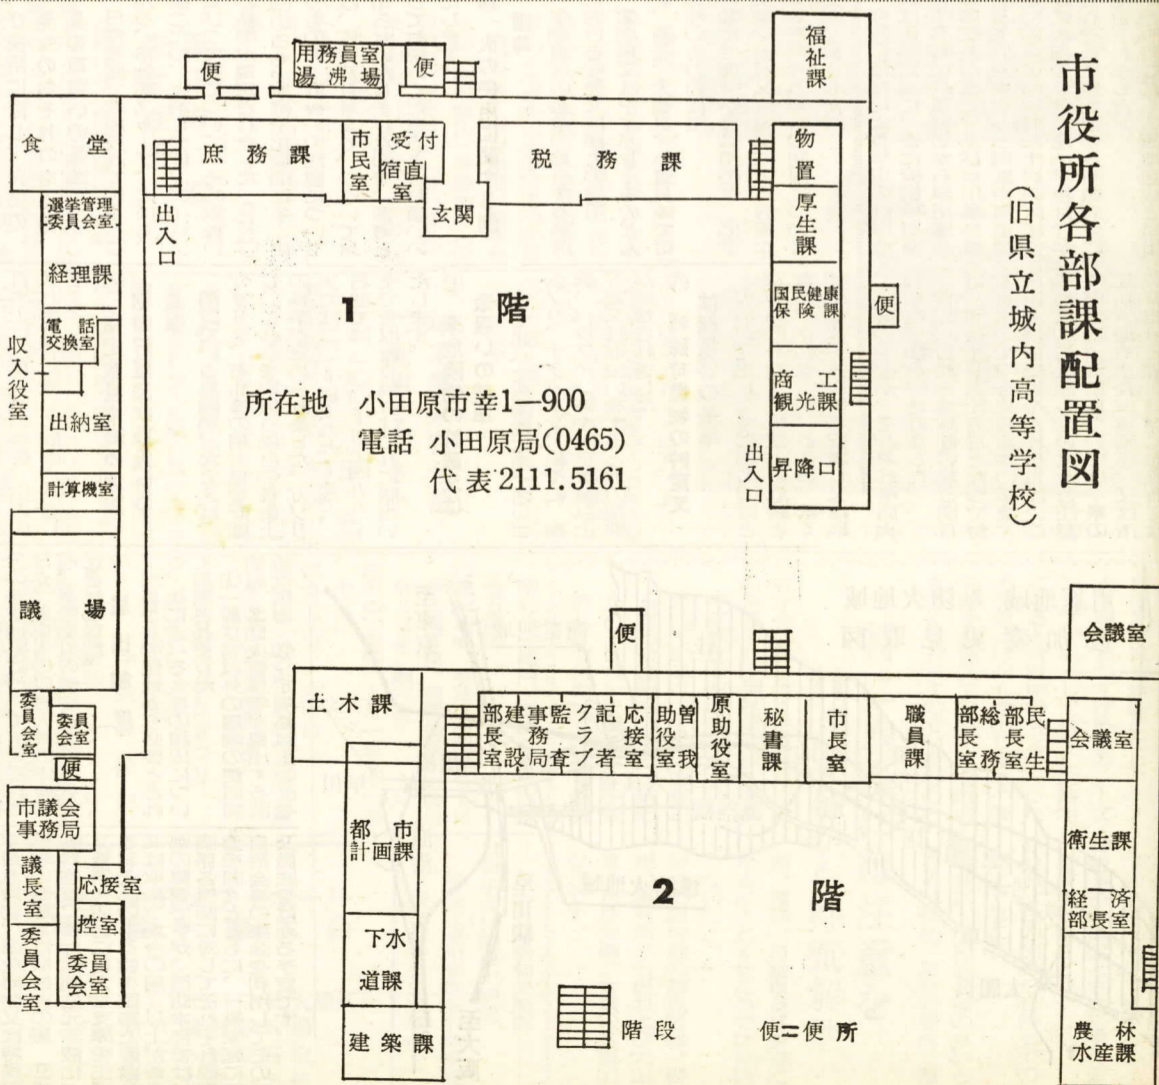 市役所各部課配置図
（旧県立城内高等学校）
福祉課
便
用務員室
湯沸場
便
食堂
庶務課
市民室
受付
宿直室
玄関
税務課
物置
厚生課
国民健康
保険課
便
商工
観光課
昇降口
出入口
出入口
選挙管理
委員会室
経理課
電話
交換室
収入役室
出納室
計算機室
1階
所在地 小田原市幸1―900
電話 小田原局(0465)
代表2111.5161
議場
委員会室
委員
会室
便
市議会
事務局
議長室
応接室
控室
委員会室
委員
会室
会議室
便
土木課
建設
部長室
監査
事務局
記者
クラブ
応接室
曽我
助役室
原助役室
秘書課
市長室
職員課
総務
部長室
民生
部長室
会議室
都市
計画課
衛生課
経済
部長室
2階
下水
道課
建築課
農林
水産課
階段
便＝便所